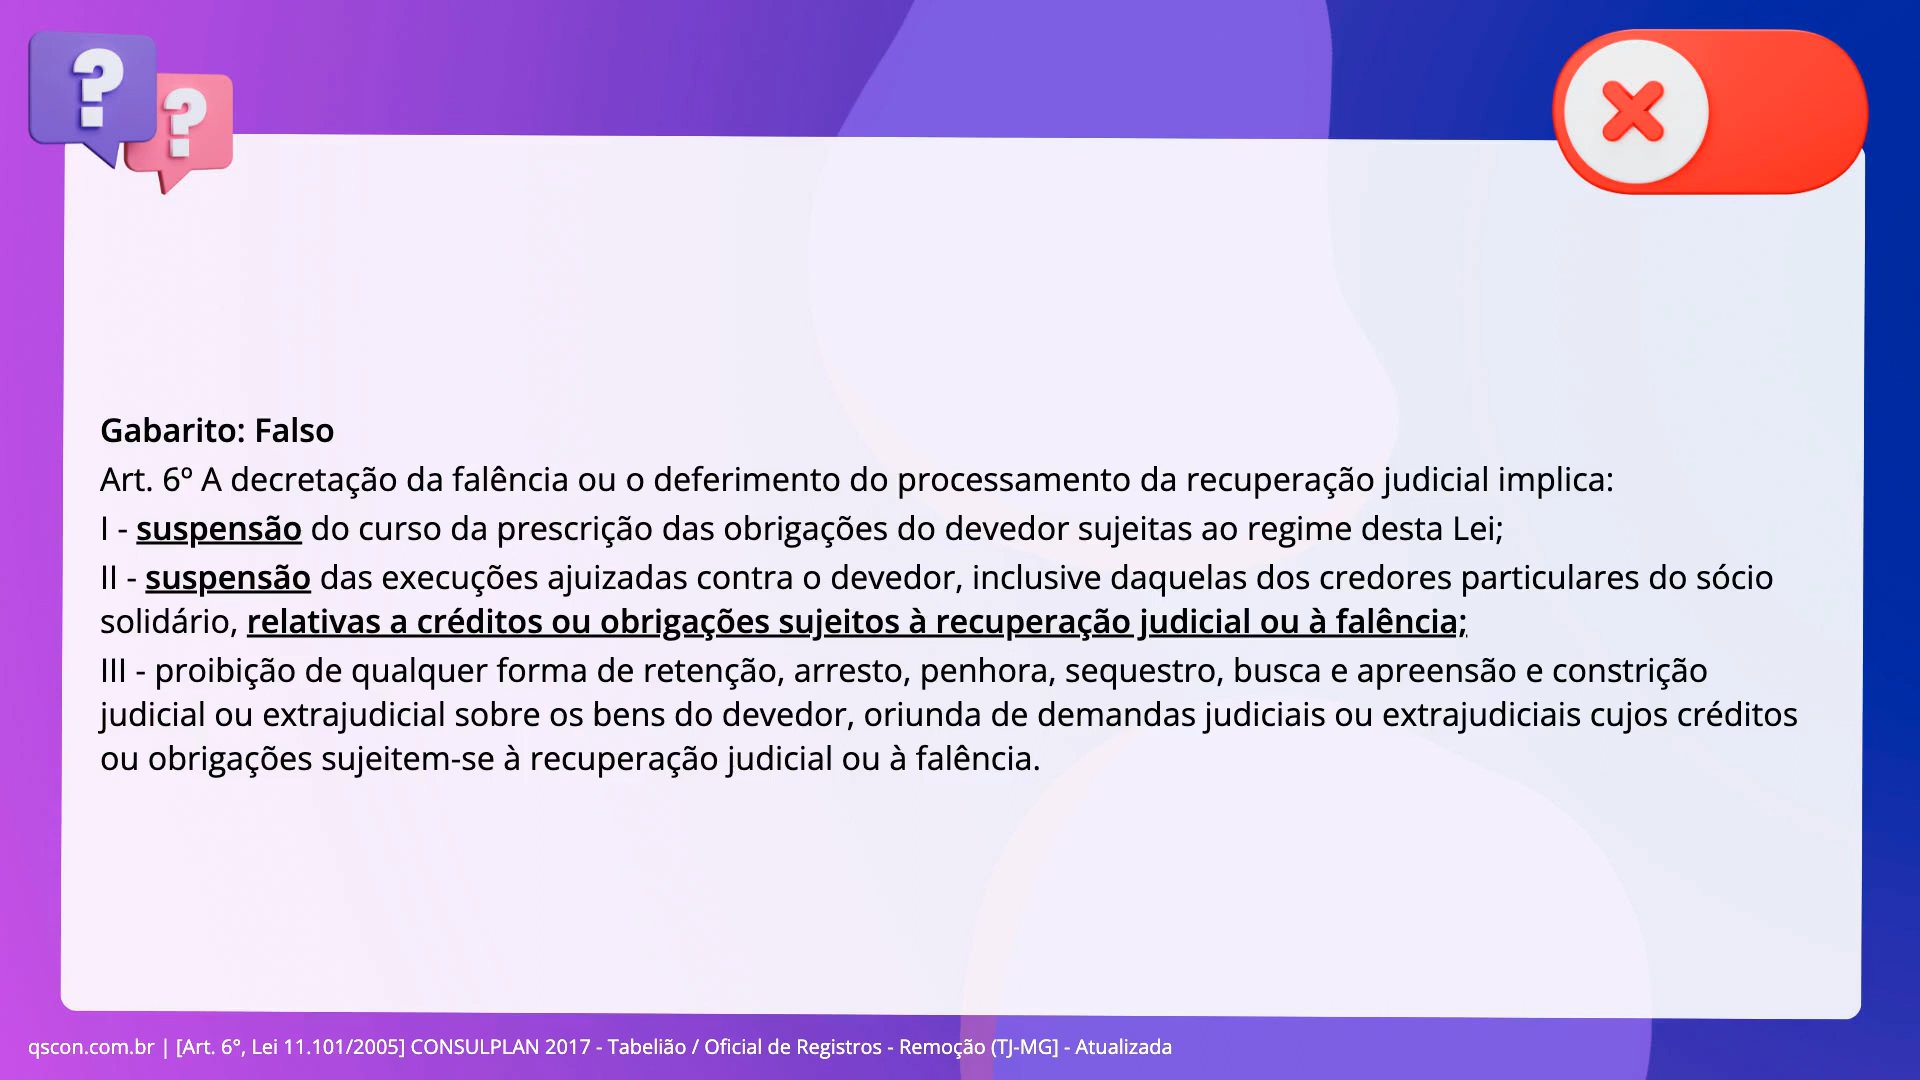 Gabarito: Falso
Art. 6º A decretação da falência ou o deferimento do processamento da recuperação judicial implica:
I - suspensão do curso da prescrição das obrigações do devedor sujeitas ao regime desta Lei;
II - suspensão das execuções ajuizadas contra o devedor, inclusive daquelas dos credores particulares do sócio
solidário, relativas a créditos ou obrigações sujeitos à recuperação judicial ou à falência;
III - proibição de qualquer forma de retenção, arresto, penhora, sequestro, busca e apreensão e constrição
judicial ou extrajudicial sobre os bens do devedor, oriunda de demandas judiciais ou extrajudiciais cujos créditos
ou obrigações sujeitem-se à recuperação judicial ou à falência.
qscon.com.br | [Art. 6°, Lei 11.101/2005] CONSULPLAN 2017 - Tabelião / Oficial de Registros - Remoção (TJ-MG] - Atualizada